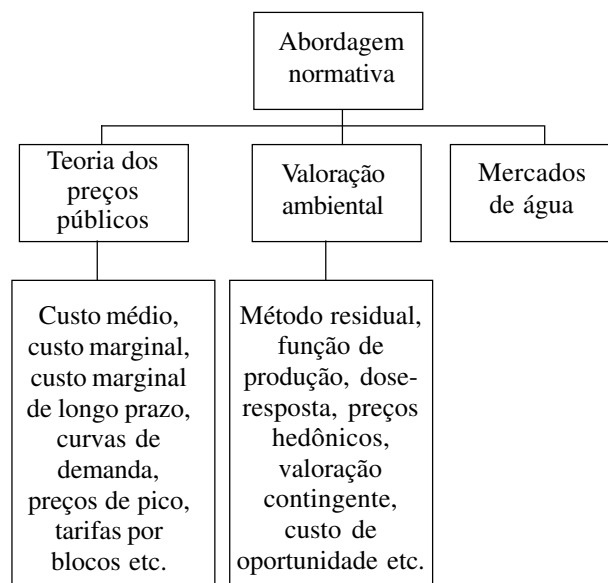 Abordagem
normativa
Teoria dos
preços
públicos
Valoração
ambiental
Mercados
de água
Custo médio,
custo marginal,
custo marginal
de longo prazo,
curvas de
demanda,
preços de pico,
tarifas por
blocos etc.
Método residual,
função de
produção, dose-
resposta, preços
hedônicos,
valoração
contingente,
custo de
oportunidade etc.